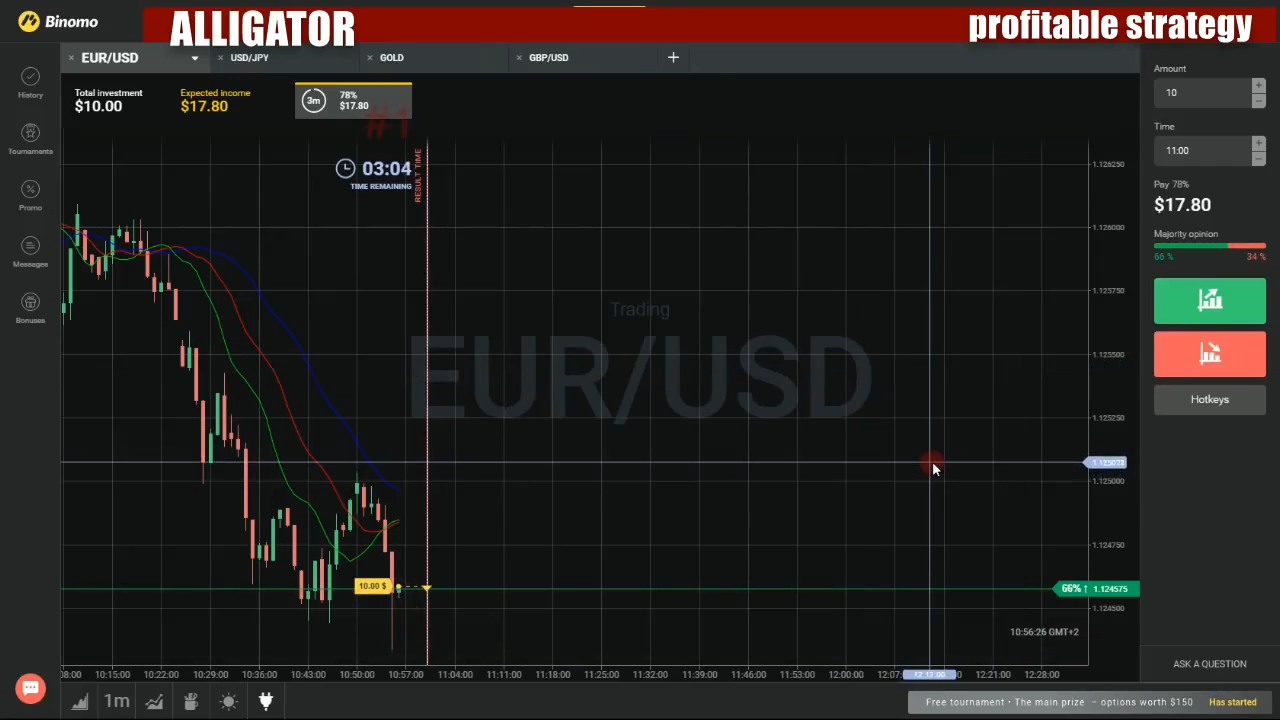 Binomo
ALLIGATOR
profitable strategy
EUR/USD
USD/JPY
GOLD
GBP/USD
Amount
10
Time
11:00
Pay 78%
$17.80
Majority opinion
66 %
34 %
Hotkeys
ASK A QUESTION
History
Tournaments
Promo
Messages
Bonuses
Total investment
$10.00
Expected income
$17.80
3m
78%
$17.80
#1
03:04
TIME REMAINING
RESULT TIME
Trading
EUR/USD
1.126250
1.126000
1.125750
1.125500
1.125250
1.125000
1.124750
1.124500
66% ↑ 1.124575
10.00 $
10:56:26 GMT+2
10:15:00
10:22:00
10:29:00
10:36:00
10:43:00
10:50:00
10:57:00
11:04:00
11:11:00
11:18:00
11:25:00
11:32:00
11:39:00
11:46:00
11:53:00
12:00:00
12:21:00
12:28:00
1m
Free tournament • The main prize – options worth $150 Has started